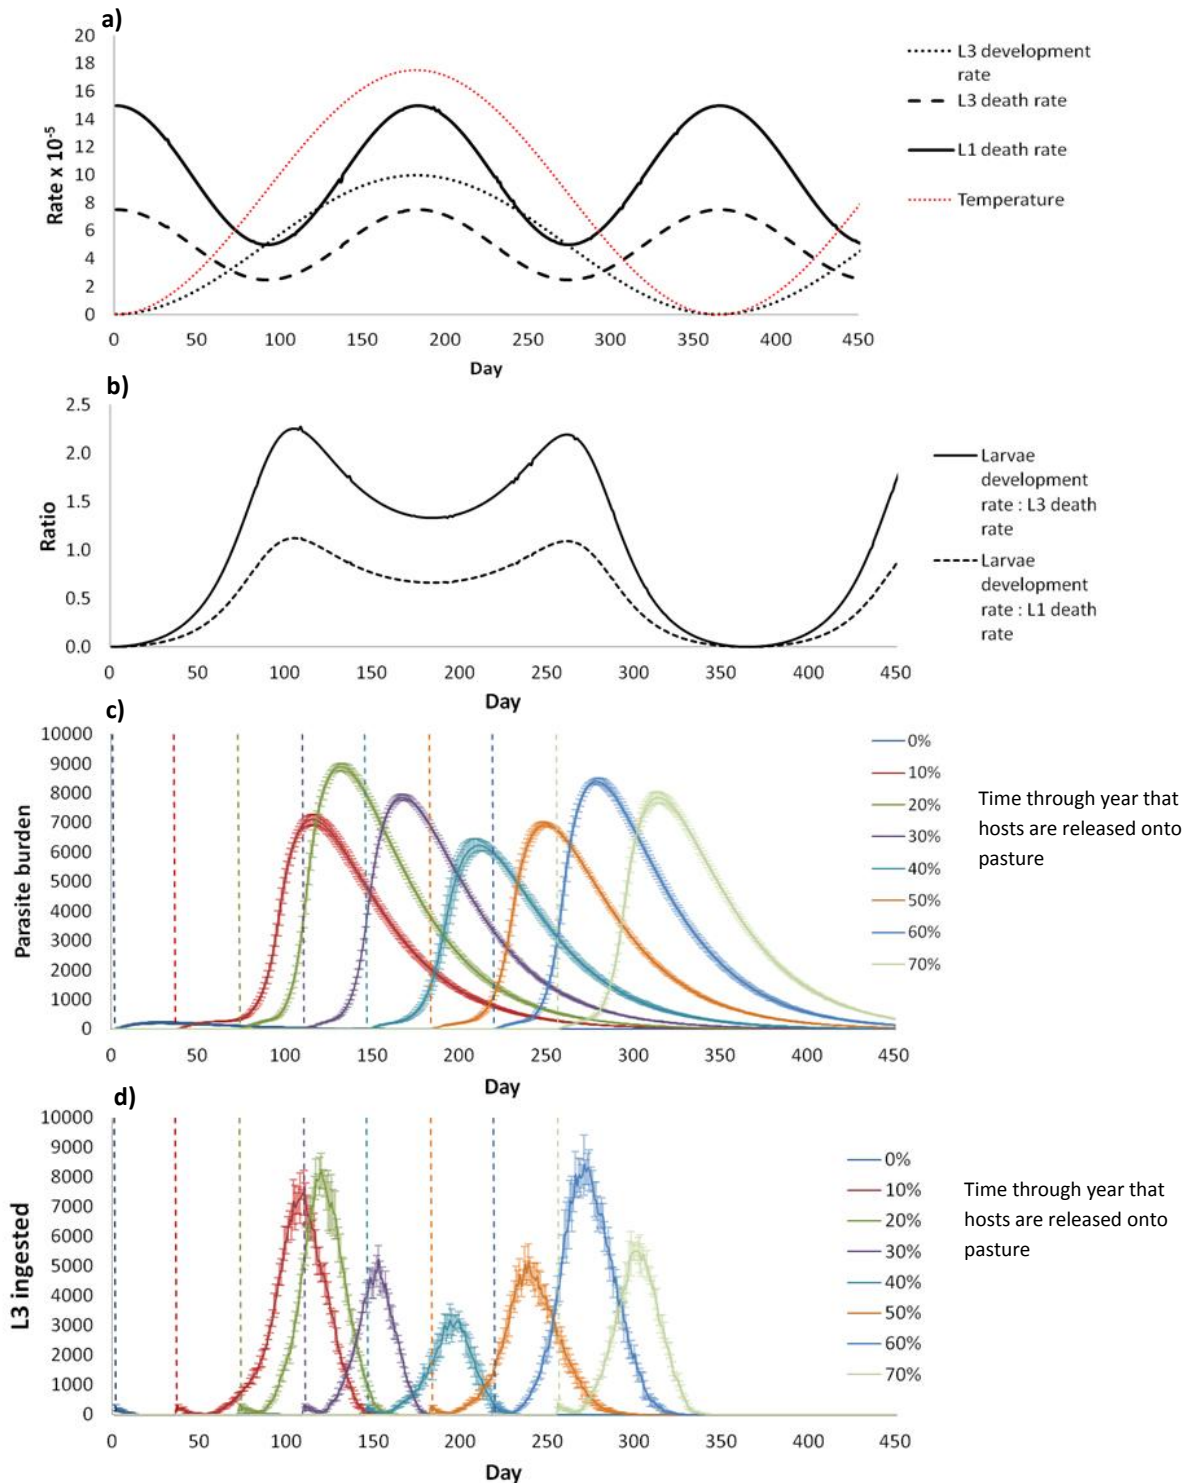 a)
20
18
16
14
12
10
8
6
4
2
0
Rate x 10-5
0 50 100 150 200 250 300 350 400 450
Day
L3 development
rate
L3 death rate
L1 death rate
Temperature
b)
2.5
2.0
1.5
1.0
0.5
0.0
Ratio
0 50 100 150 200 250 300 350 400 450
Day
Larvae
development
rate : L3 death
rate
Larvae
development
rate : L1 death
rate
c)
10000
9000
8000
7000
6000
5000
4000
3000
2000
1000
0
Parasite burden
0 50 100 150 200 250 300 350 400 450
Day
0%
10%
20%
30%
40%
50%
60%
70%
Time through year that
hosts are released onto
pasture
d)
10000
9000
8000
7000
6000
5000
4000
3000
2000
1000
0
L3 ingested
0 50 100 150 200 250 300 350 400 450
Day
0%
10%
20%
30%
40%
50%
60%
70%
Time through year that
hosts are released onto
pasture